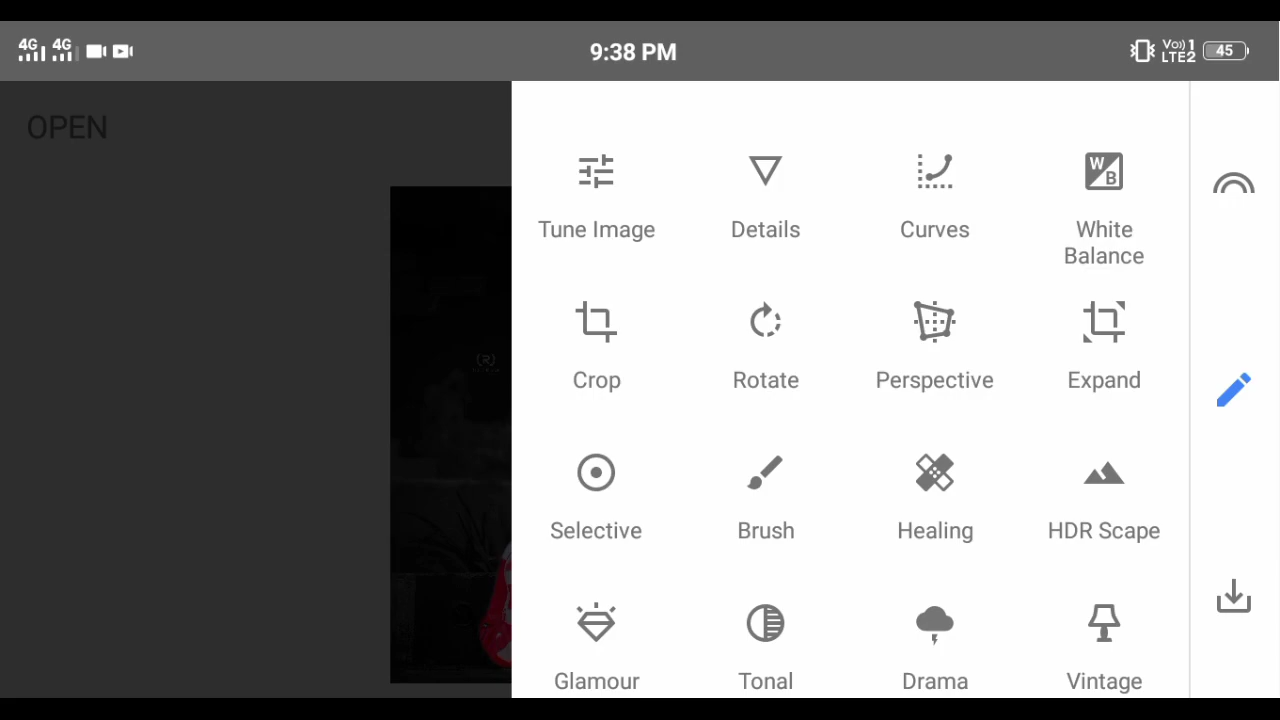 4G 4G
9:38 PM
Vo) 1
LTE2
45
OPEN
Tune Image
Details
Curves
White
Balance
Crop
Rotate
Perspective
Expand
Selective
Brush
Healing
HDR Scape
Glamour
Tonal
Drama
Vintage